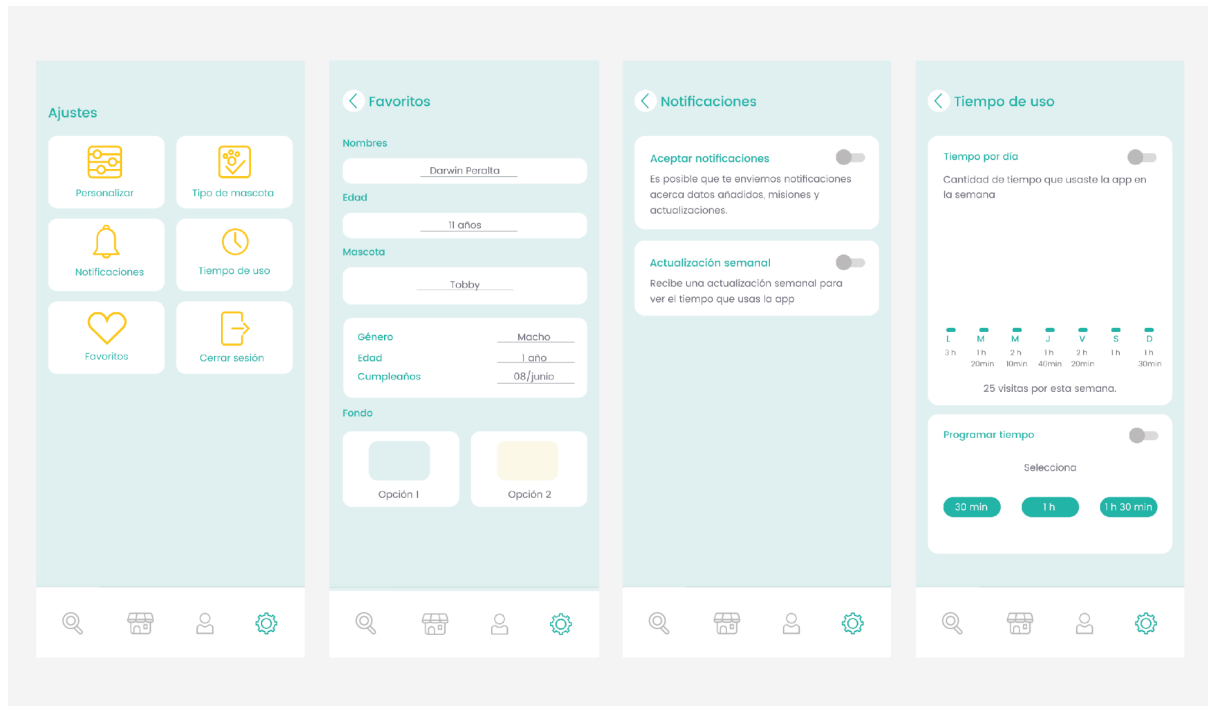 Ajustes
Personalizar
Tipo de mascota
Notificaciones
Tiempo de uso
Favoritos
Cerrar sesión
Favoritos
Nombres
Darwin Peralta
Edad
11 años
Mascota
Tobby
Género Macho
Edad 1 año
Cumpleaños 08/junio
Fondo
Opción 1
Opción 2
Notificaciones
Aceptar notificaciones
Es posible que te enviemos notificaciones
acerca datos añadidos, misiones y
actualizaciones.
Actualización semanal
Recibe una actualización semanal para
ver el tiempo que usas la app
Tiempo de uso
Tiempo por día
Cantidad de tiempo que usaste la app en
la semana
L M M J V S D
3 h 1 h 2 h 1 h 2 h 1 h 1 h
20min 10min 40min 20min 30min
25 visitas por esta semana.
Programar tiempo
Selecciona
30 min 1 h 1 h 30 min